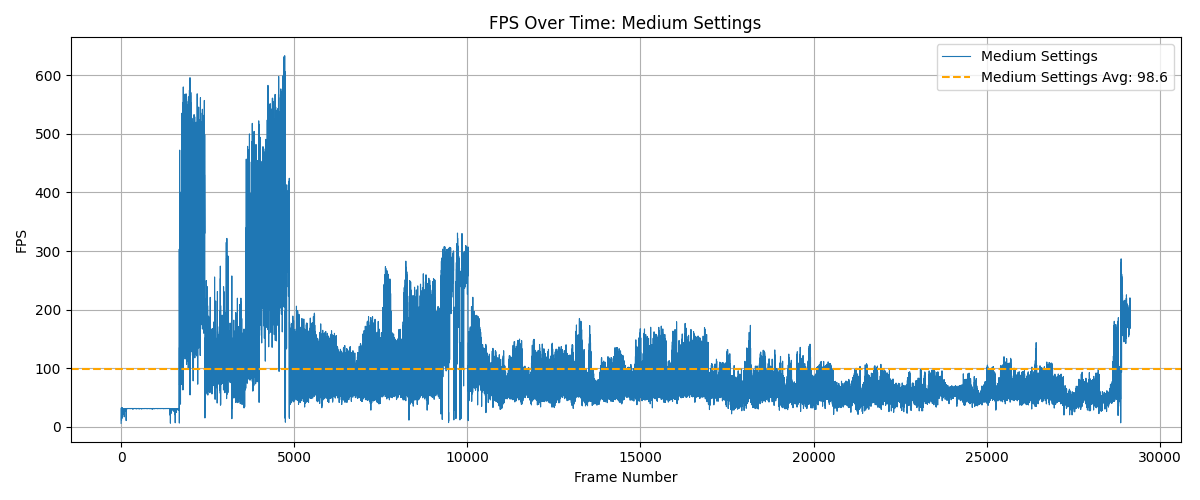 FPS Over Time: Medium Settings
Medium Settings
Medium Settings Avg: 98.6
FPS
600
500
400
300
200
100
0
0 5000 10000 15000 20000 25000 30000
Frame Number